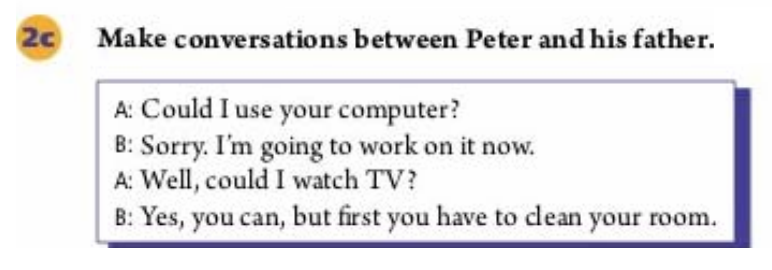 2c Make conversations between Peter and his father.
A: Could I use your computer?
B: Sorry. I'm going to work on it now.
A: Well, could I watch TV?
B: Yes, you can, but first you have to clean your room.